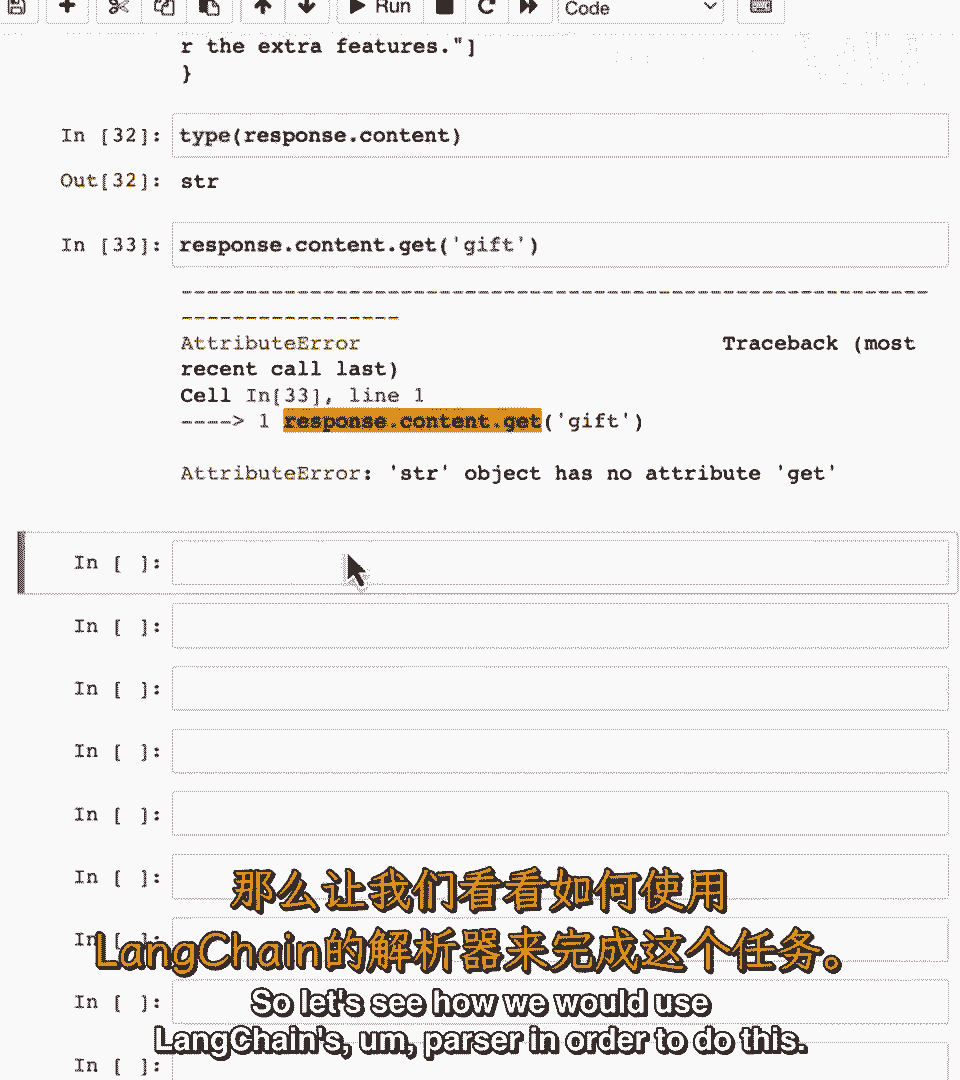 Run
Code
r the extra features."]
}
In [32]: type(response.content)
Out[32]: str
In [33]: response.content.get('gift')
---------------------------------------------------------------------------
AttributeError Traceback (most
recent call last)
Cell In[33], line 1
----> 1 response.content.get('gift')
AttributeError: 'str' object has no attribute 'get'
In [ ]:
In [ ]:
In [ ]:
In [ ]:
In [ ]:
In [ ]:
那么让我们看看如何使用
In [ ]:
LangChain的解析器来完成这个任务。
In [ ]:
So let's see how we would use
LangChain's, um, parser in order to do this.
In [ ]: